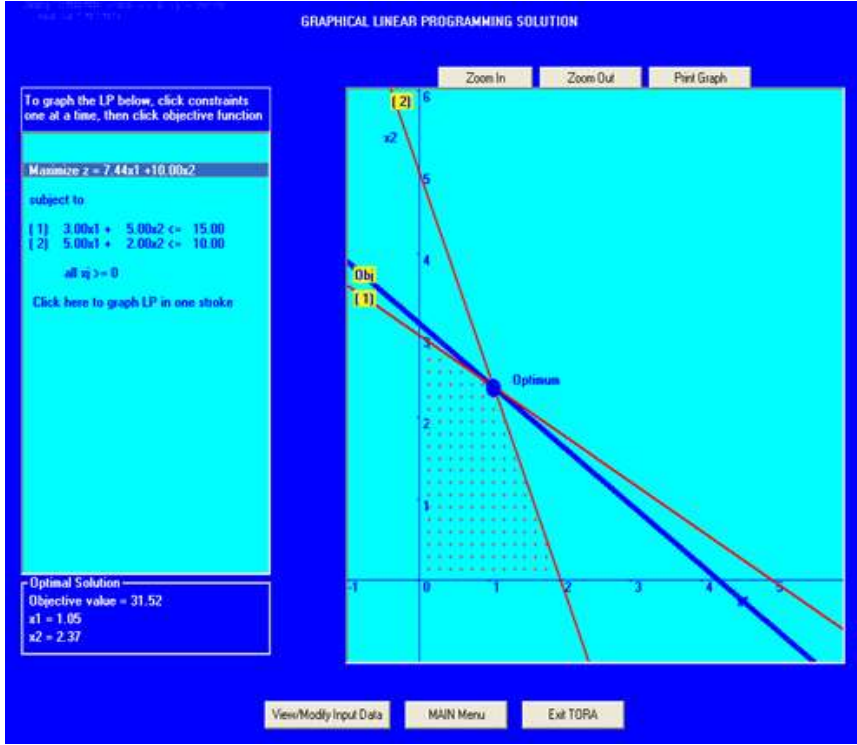 GRAPHICAL LINEAR PROGRAMMING SOLUTION
Zoom In
Zoom Out
Print Graph
To graph the LP below, click constraints
one at a time, then click objective function
Maximize z = 7.44x1 +10.00x2
subject to
( 1) 3.00x1 + 5.00x2 <= 15.00
( 2) 5.00x1 + 2.00x2 <= 10.00
all xj >= 0
Click here to graph LP in one stroke
( 2)
6
x2
5
4
Obj
( 1)
3
Optimum
2
1
-1 0 1 2 3 5
x1
Optimal Solution
Objective value = 31.52
x1 = 1.05
x2 = 2.37
View/Modify Input Data
MAIN Menu
Exit TORA